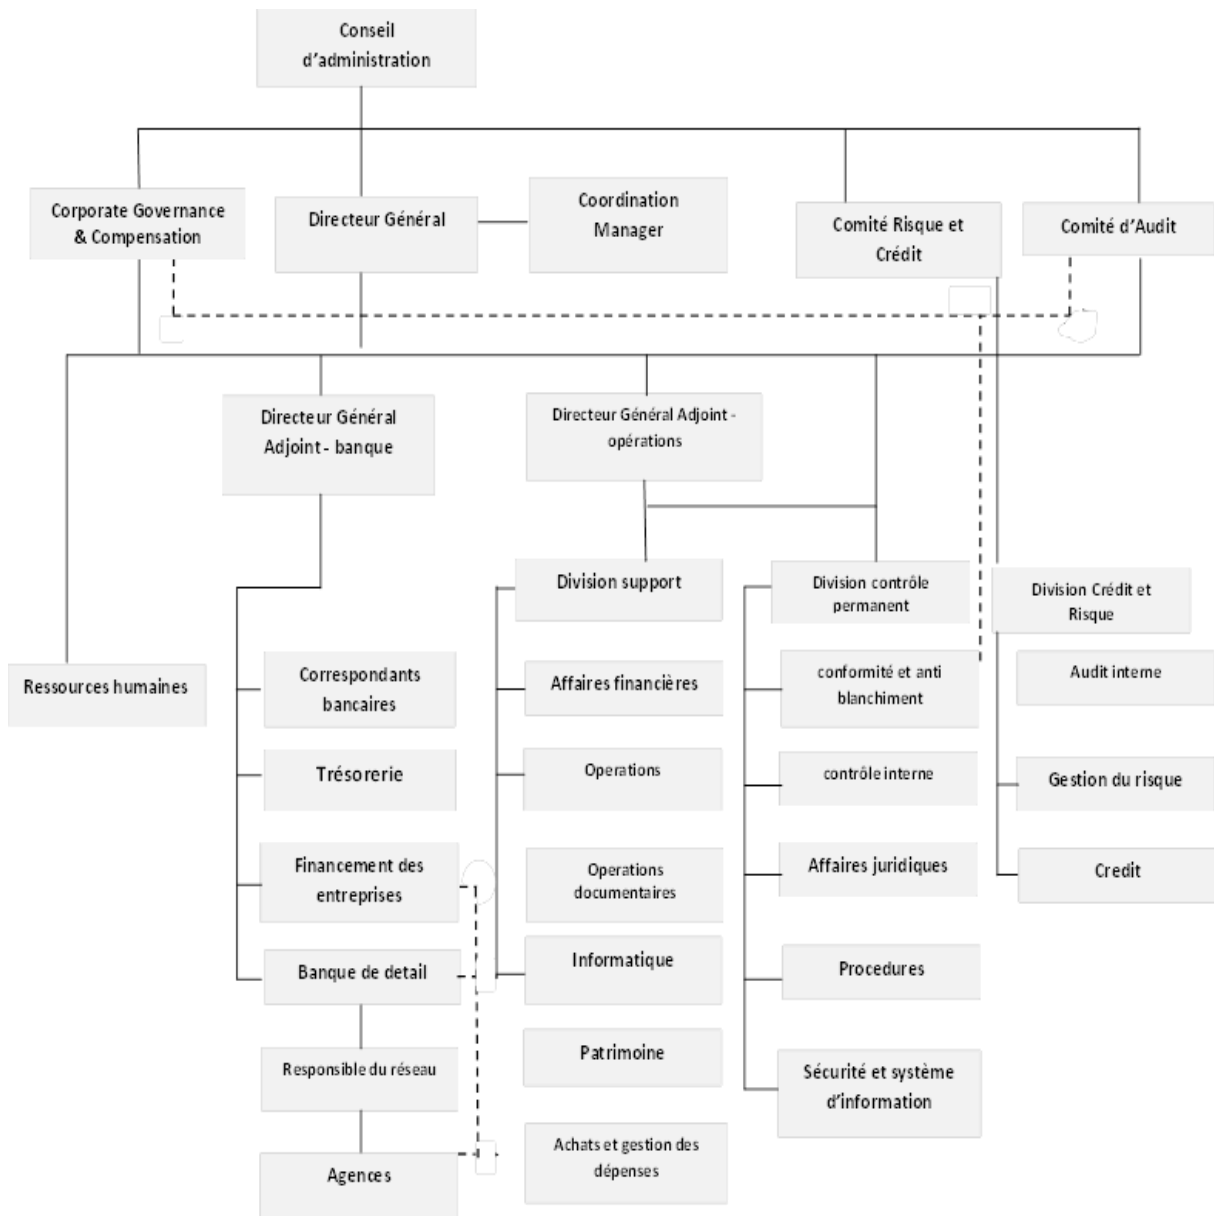 Conseil
d'administration
Corporate Governance
& Compensation
Directeur Général
Coordination
Manager
Comité Risque et
Crédit
Comité d'Audit
Directeur Général
Adjoint - banque
Directeur Général Adjoint -
opérations
Ressources humaines
Correspondants
bancaires
Trésorerie
Financement des
entreprises
Banque de detail
Responsible du réseau
Agences
Division support
Affaires financières
Operations
Operations
documentaires
Informatique
Patrimoine
Achats et gestion des
dépenses
Division contrôle
permanent
conformité et anti
blanchiment
contrôle interne
Affaires juridiques
Procedures
Sécurité et système
d'information
Division Crédit et
Risque
Audit interne
Gestion du risque
Credit